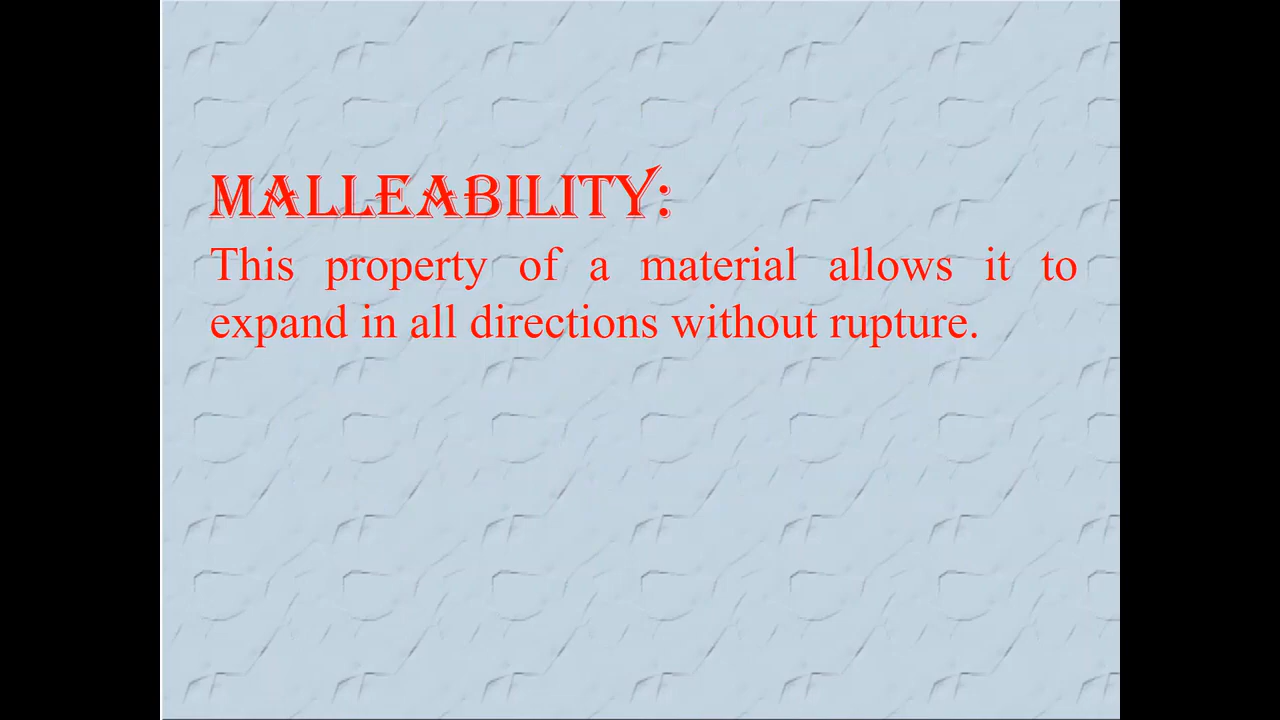 MALLEABILITY:
This property of a material allows it to
expand in all directions without rupture.